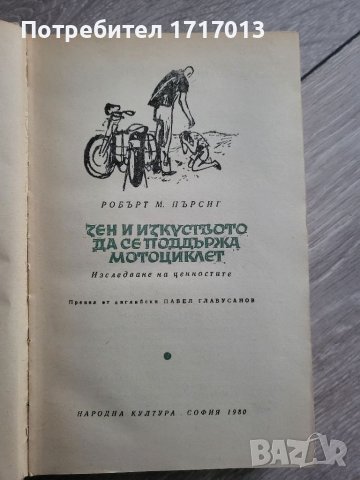 Потребител 1717013
РОБЪРТ М. ПЪРСИГ
ЗЕН И ИЗКУСТВОТО
ДА СЕ ПОДДЪРЖА
МОТОЦИКЛЕТ
Изследване на ценностите
Превел от английски ПАВЕЛ ГЛАВУСАНОВ
НАРОДНА КУЛТУРА СОФИЯ 1980
BAZAR